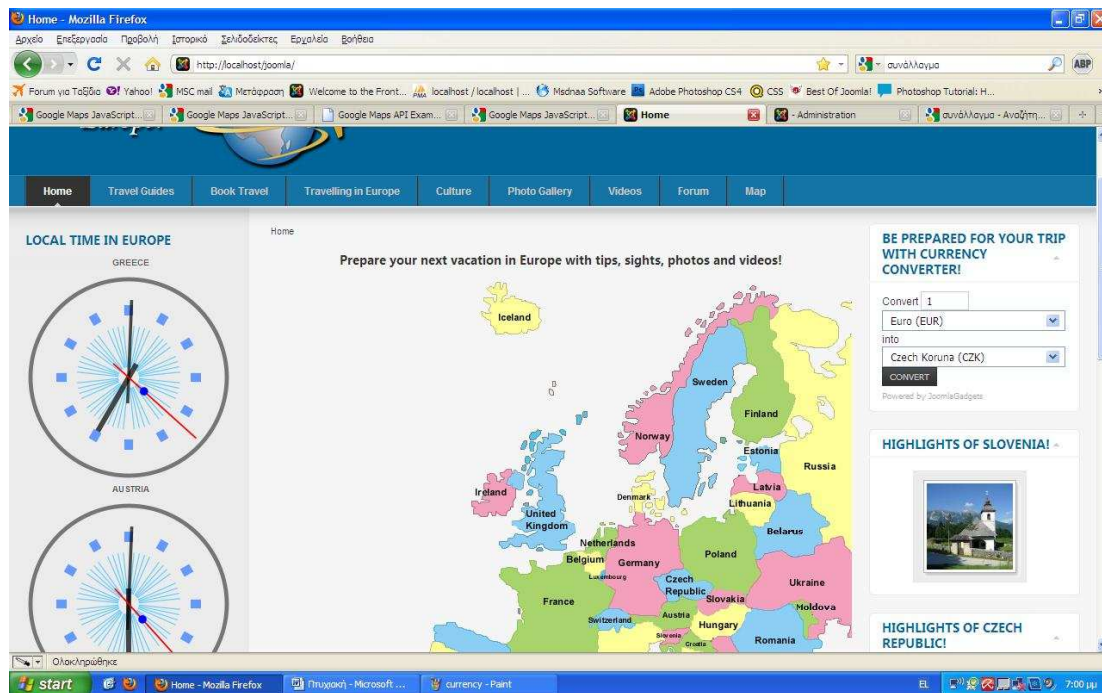 Home - Mozilla Firefox
Αρχείο Επεξεργασία Προβολή Ιστορικό Σελιδοδείκτες Εργαλεία Βοήθεια
http://localhost/joomla/
συνάλλαγμα
ABP
Forum για Ταξίδια Yahoo! MSC mail Μετάφραση Welcome to the Front... localhost / localhost | ... Msdnaa Software Adobe Photoshop CS4 CSS Best Of Joomla! Photoshop Tutorial: H...
Google Maps JavaScript... Google Maps JavaScript... Google Maps API Exam... Google Maps JavaScript... Home - Administration συνάλλαγμα - Αναζήτη...
Home Travel Guides Book Travel Travelling in Europe Culture Photo Gallery Videos Forum Map
LOCAL TIME IN EUROPE
GREECE
AUSTRIA
Home
Prepare your next vacation in Europe with tips, sights, photos and videos!
Iceland
Sweden
Finland
Norway
Estonia
Russia
Latvia
Ireland
Denmark
Lithuania
United
Kingdom
Belarus
Netherlands
Poland
Belgium
Germany
Luxembourg
Czech
Republic
Ukraine
France
Slovakia
Moldova
Switzerland
Austria
Hungary
Slovenia
Croatia
Romania
BE PREPARED FOR YOUR TRIP
WITH CURRENCY
CONVERTER!
Convert 1
Euro (EUR)
into
Czech Koruna (CZK)
CONVERT
Powered by JoomlaGadgets
HIGHLIGHTS OF SLOVENIA!
HIGHLIGHTS OF CZECH
REPUBLIC!
Ολοκληρώθηκε
start Home - Mozilla Firefox Πτυχιακή - Microsoft ... currency - Paint EL 7:00 μμ